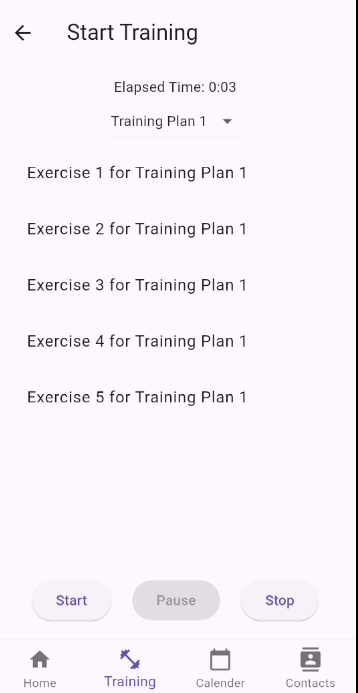 Start Training
Elapsed Time: 0:03
Training Plan 1
Exercise 1 for Training Plan 1
Exercise 2 for Training Plan 1
Exercise 3 for Training Plan 1
Exercise 4 for Training Plan 1
Exercise 5 for Training Plan 1
Start Pause Stop
Home Training Calender Contacts